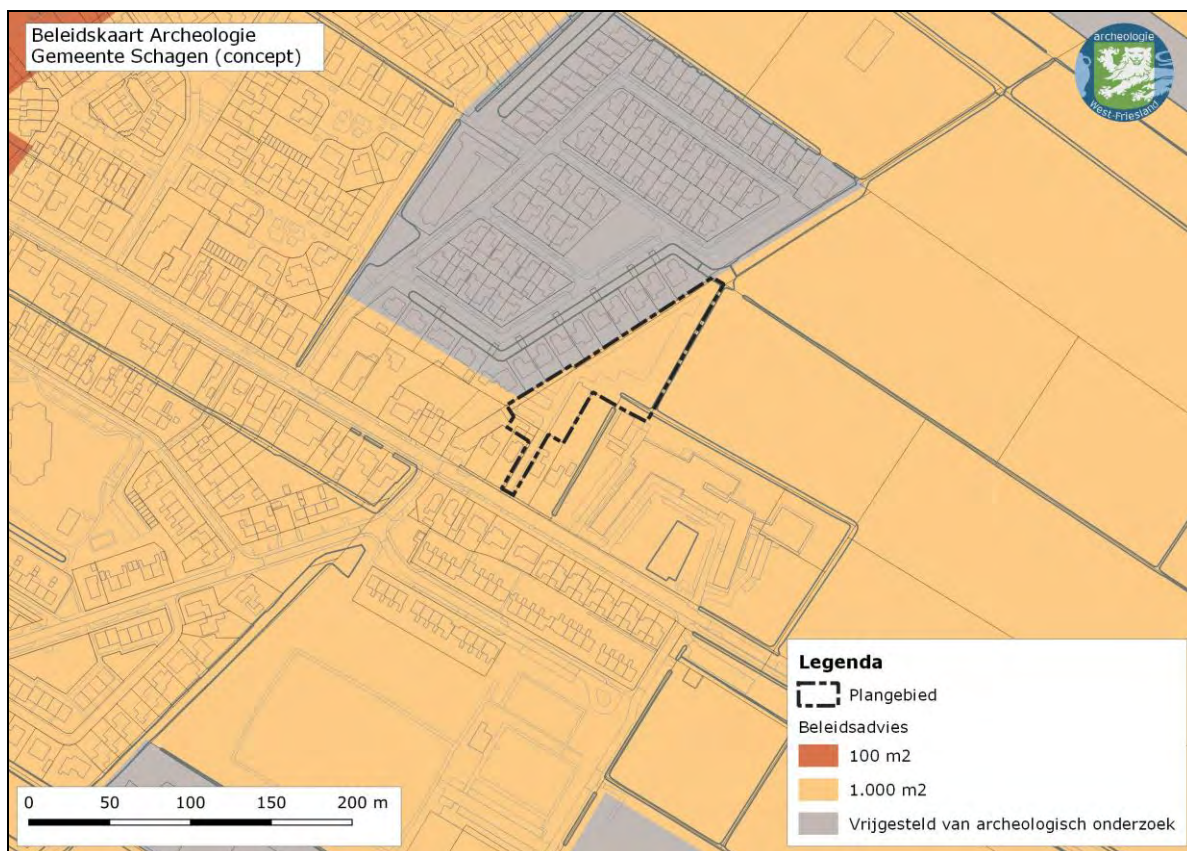 Beleidskaart Archeologie
Gemeente Schagen (concept)
archeologie
West-Friesland
Legenda
Plangebied
Beleidsadvies
100 m2
1.000 m2
Vrijgesteld van archeologisch onderzoek
0 50 100 150 200 m